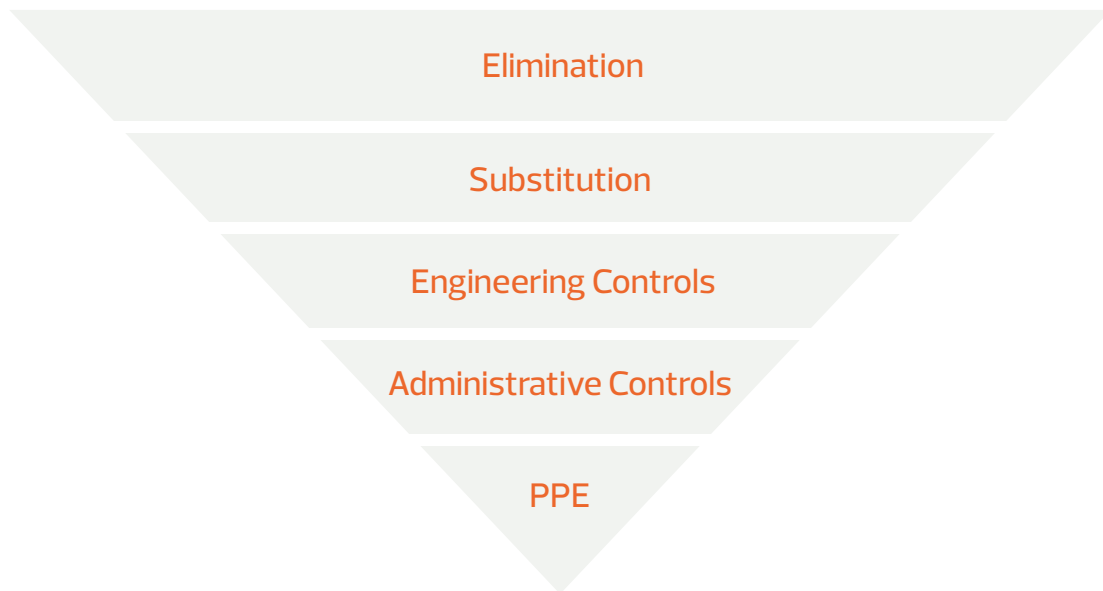 Elimination
Substitution
Engineering Controls
Administrative Controls
PPE